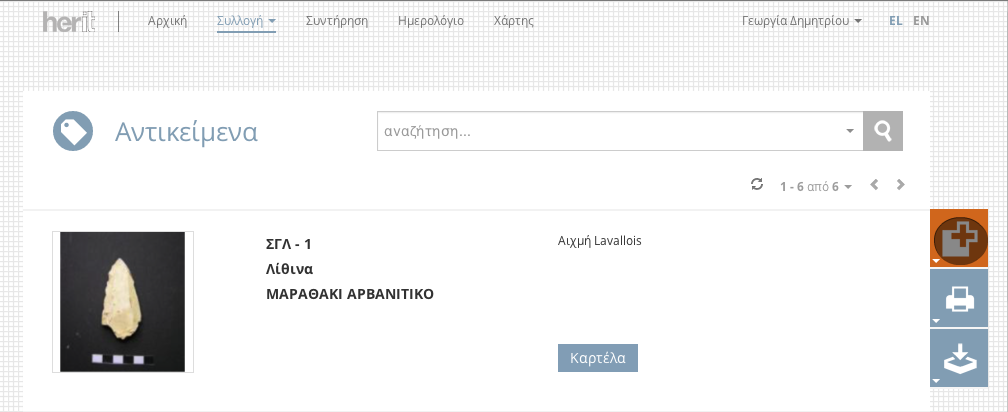 herit
Αρχική Συλλογή Συντήρηση Ημερολόγιο Χάρτης Γεωργία Δημητρίου EL EN
Αντικείμενα
αναζήτηση...
1 - 6 από 6
ΣΓΛ - 1
Λίθινα
ΜΑΡΑΘΑΚΙ ΑΡΒΑΝΙΤΙΚΟ
Αιχμή Lavallois
Καρτέλα